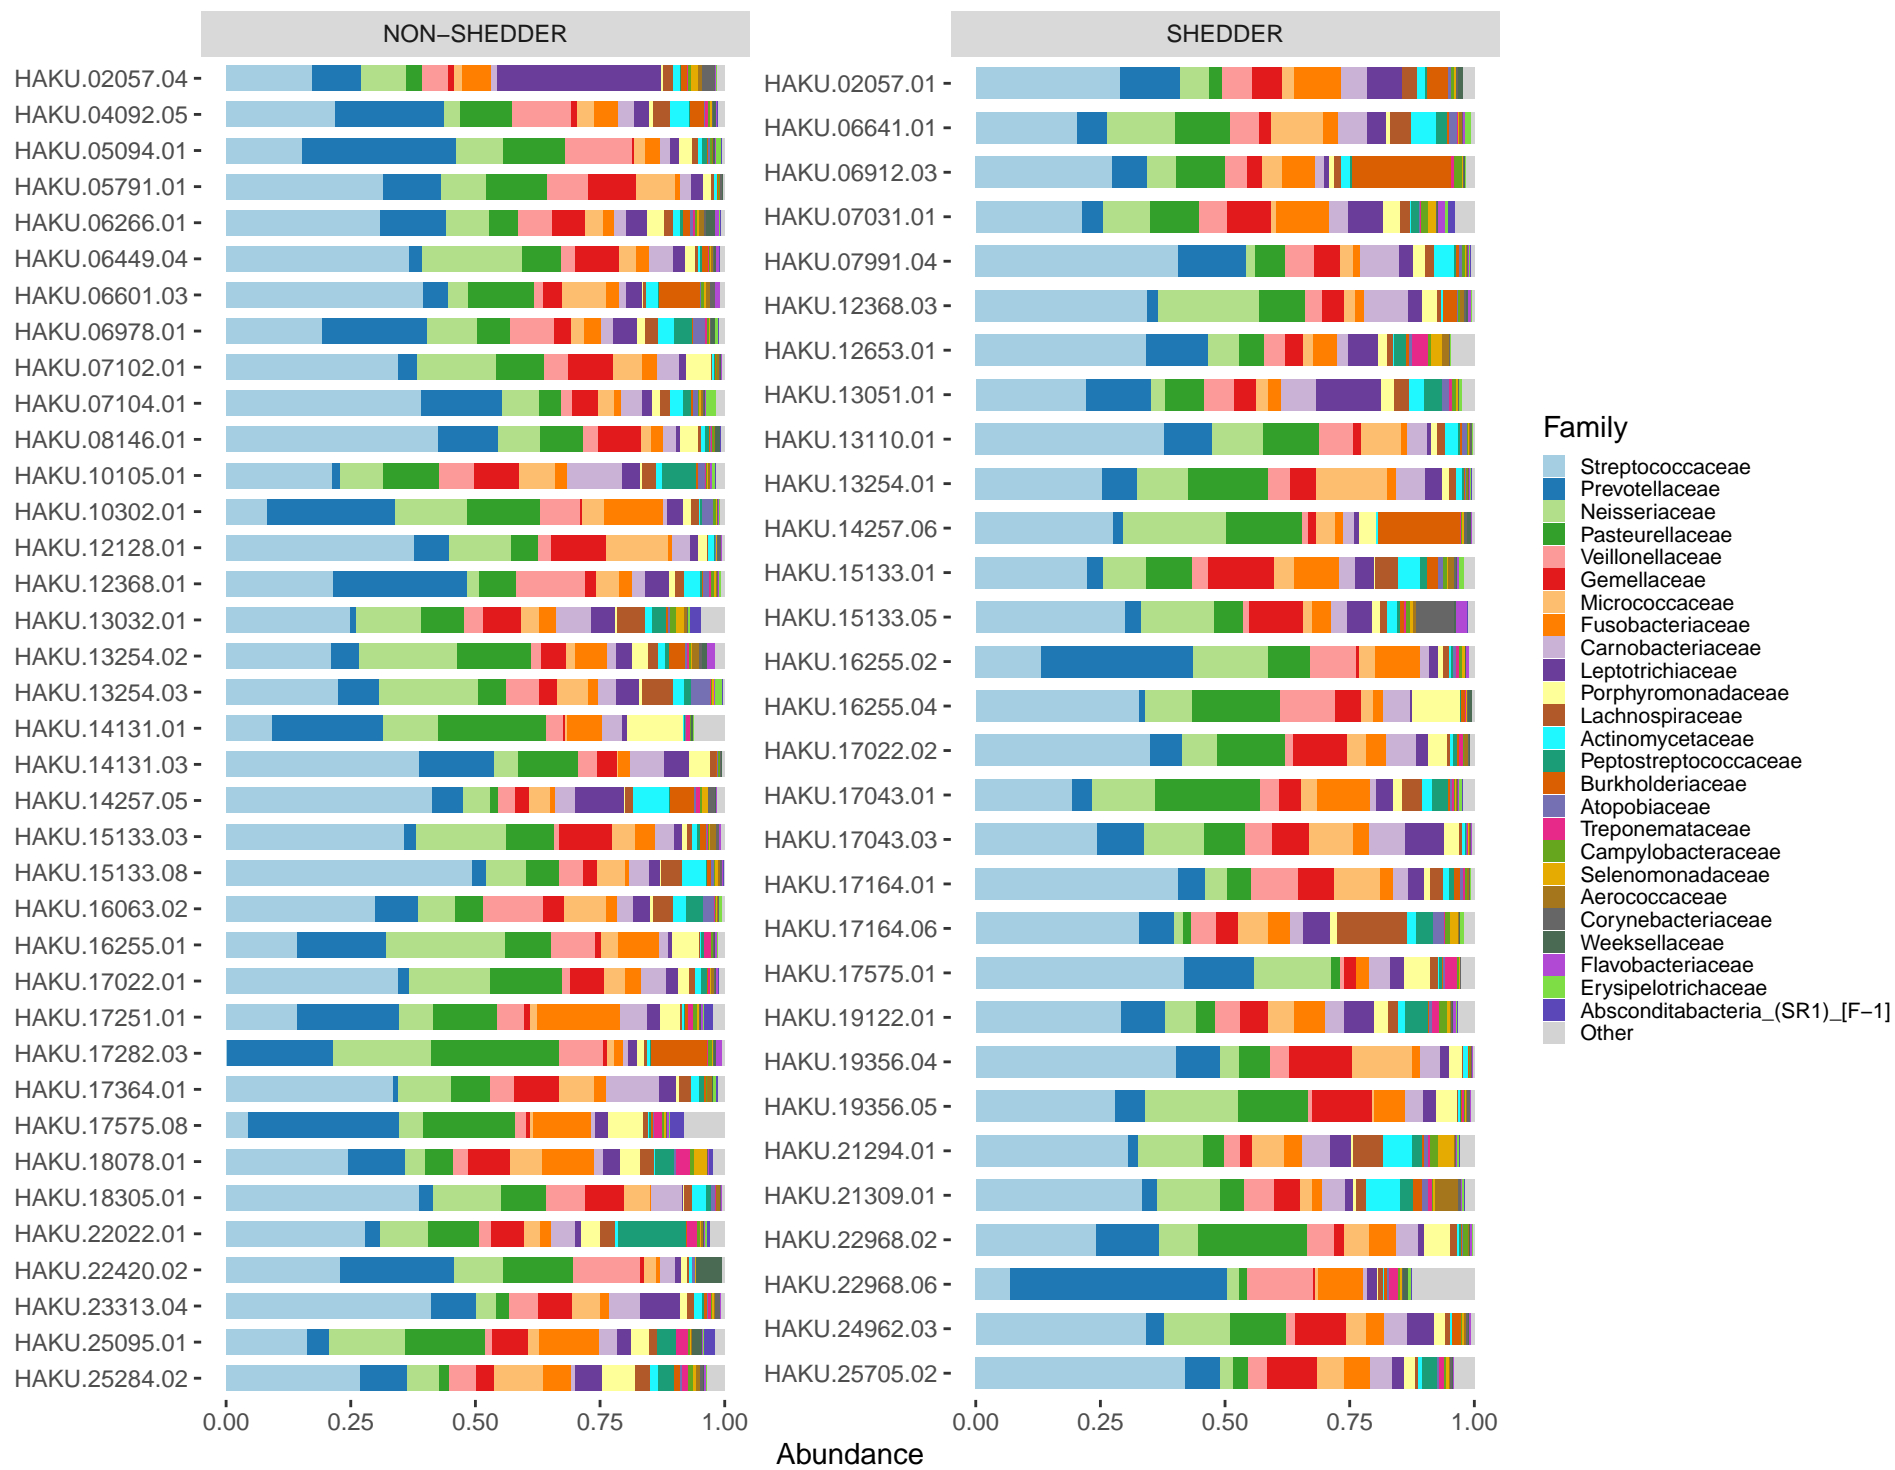 NON−SHEDDER
HAKU.02057.04
HAKU.04092.05
HAKU.05094.01
HAKU.05791.01
HAKU.06266.01
HAKU.06449.04
HAKU.06601.03
HAKU.06978.01
HAKU.07102.01
HAKU.07104.01
HAKU.08146.01
HAKU.10105.01
HAKU.10302.01
HAKU.12128.01
HAKU.12368.01
HAKU.13032.01
HAKU.13254.02
HAKU.13254.03
HAKU.14131.01
HAKU.14131.03
HAKU.14257.05
HAKU.15133.03
HAKU.15133.08
HAKU.16063.02
HAKU.16255.01
HAKU.17022.01
HAKU.17251.01
HAKU.17282.03
HAKU.17364.01
HAKU.17575.08
HAKU.18078.01
HAKU.18305.01
HAKU.22022.01
HAKU.22420.02
HAKU.23313.04
HAKU.25095.01
HAKU.25284.02
0.00 0.25 0.50 0.75 1.00
SHEDDER
HAKU.02057.01
HAKU.06641.01
HAKU.06912.03
HAKU.07031.01
HAKU.07991.04
HAKU.12368.03
HAKU.12653.01
HAKU.13051.01
HAKU.13110.01
HAKU.13254.01
HAKU.14257.06
HAKU.15133.01
HAKU.15133.05
HAKU.16255.02
HAKU.16255.04
HAKU.17022.02
HAKU.17043.01
HAKU.17043.03
HAKU.17164.01
HAKU.17164.06
HAKU.17575.01
HAKU.19122.01
HAKU.19356.04
HAKU.19356.05
HAKU.21294.01
HAKU.21309.01
HAKU.22968.02
HAKU.22968.06
HAKU.24962.03
HAKU.25705.02
0.00 0.25 0.50 0.75 1.00
Abundance
Family
Streptococcaceae
Prevotellaceae
Neisseriaceae
Pasteurellaceae
Veillonellaceae
Gemellaceae
Micrococcaceae
Fusobacteriaceae
Carnobacteriaceae
Leptotrichiaceae
Porphyromonadaceae
Lachnospiraceae
Actinomycetaceae
Peptostreptococcaceae
Burkholderiaceae
Atopobiaceae
Treponemataceae
Campylobacteraceae
Selenomonadaceae
Aerococcaceae
Corynebacteriaceae
Weeksellaceae
Flavobacteriaceae
Erysipelotrichaceae
Absconditabacteria_(SR1)_[F−1]
Other